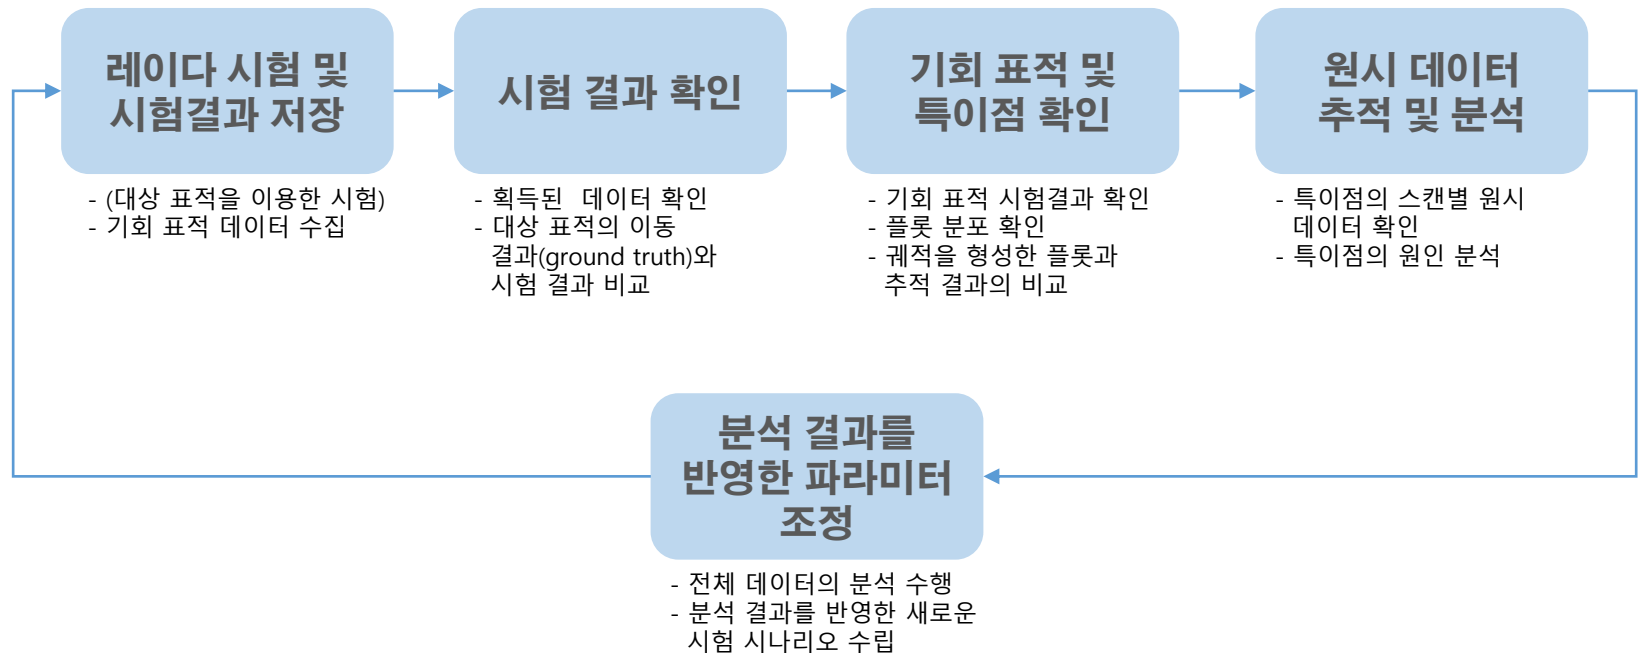 레이다 시험 및
시험결과 저장
- (대상 표적을 이용한 시험)
- 기회 표적 데이터 수집
시험 결과 확인
- 획득된 데이터 확인
- 대상 표적의 이동
결과(ground truth)와
시험 결과 비교
기회 표적 및
특이점 확인
- 기회 표적 시험결과 확인
- 플롯 분포 확인
- 궤적을 형성한 플롯과
추적 결과의 비교
원시 데이터
추적 및 분석
- 특이점의 스캔별 원시
데이터 확인
- 특이점의 원인 분석
분석 결과를
반영한 파라미터
조정
- 전체 데이터의 분석 수행
- 분석 결과를 반영한 새로운
시험 시나리오 수립